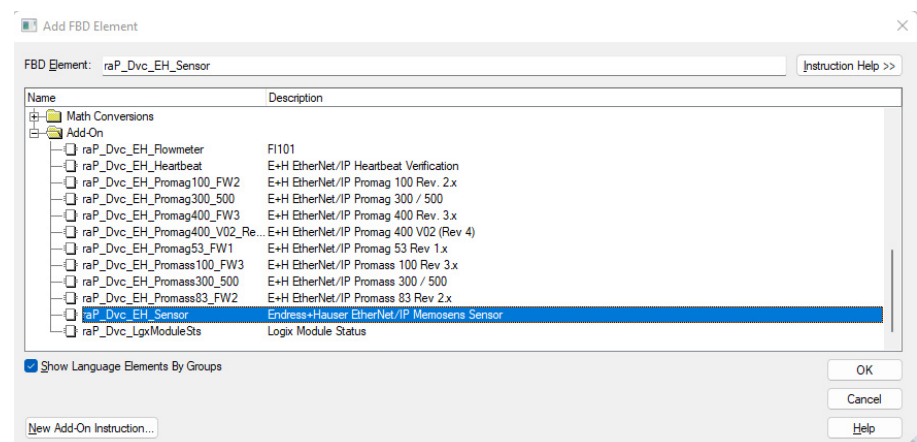 Add FBD Element
FBD Element: raP_Dvc_EH_Sensor Instruction Help >>
Name Description
Math Conversions
Add-On
raP_Dvc_EH_Flowmeter FI101
raP_Dvc_EH_Heartbeat E+H EtherNet/IP Heartbeat Verification
raP_Dvc_EH_Promag100_FW2 E+H EtherNet/IP Promag 100 Rev. 2.x
raP_Dvc_EH_Promag300_500 E+H EtherNet/IP Promag 300 / 500
raP_Dvc_EH_Promag400_FW3 E+H EtherNet/IP Promag 400 Rev. 3.x
raP_Dvc_EH_Promag400_V02_Re... E+H EtherNet/IP Promag 400 V02 (Rev 4)
raP_Dvc_EH_Promag53_FW1 E+H EtherNet/IP Promag 53 Rev 1.x
raP_Dvc_EH_Promass100_FW3 E+H EtherNet/IP Promass 100 Rev 3.x
raP_Dvc_EH_Promass300_500 E+H EtherNet/IP Promass 300 / 500
raP_Dvc_EH_Promass83_FW2 E+H EtherNet/IP Promass 83 Rev 2.x
raP_Dvc_EH_Sensor Endress+Hauser EtherNet/IP Memosens Sensor
raP_Dvc_LgxModuleSts Logix Module Status
Show Language Elements By Groups
OK
Cancel
New Add-On Instruction... Help